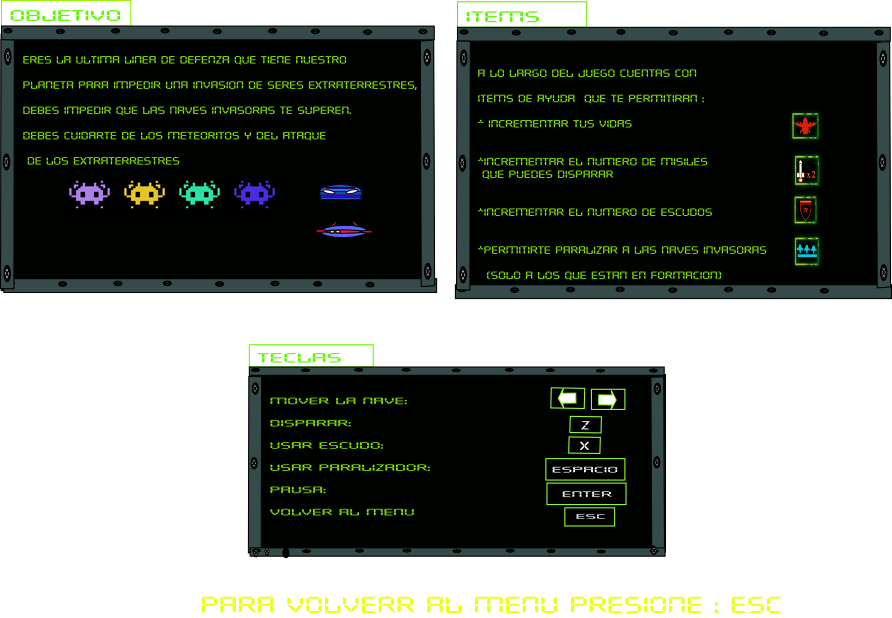 OBJETIVO
ERES LA ULTIMA LINEA DE DEFENZA QUE TIENE NUESTRO
PLANETA PARA IMPEDIR UNA INVASION DE SERES EXTRATERRESTRES,
DEBES IMPEDIR QUE LAS NAVES INVASORAS TE SUPEREN.
DEBES CUIDARTE DE LOS METEORITOS Y DEL ATAQUE
DE LOS EXTRATERRESTRES
ITEMS
A LO LARGO DEL JUEGO CUENTAS CON
ITEMS DE AYUDA QUE TE PERMITIRAN :
* INCREMENTAR TUS VIDAS
*INCREMENTAR EL NUMERO DE MISILES
QUE PUEDES DISPARAR
x2
*INCREMENTAR EL NUMERO DE ESCUDOS
*PERMITIRTE PARALIZAR A LAS NAVES INVASORAS
(SOLO A LOS QUE ESTAN EN FORMACION)
TECLAS
MOVER LA NAVE:
DISPARAR: Z
USAR ESCUDO: X
USAR PARALIZADOR: ESPACIO
PAUSA: ENTER
VOLVER AL MENU ESC
PARA VOLVERR AL MENU PRESIONE : ESC